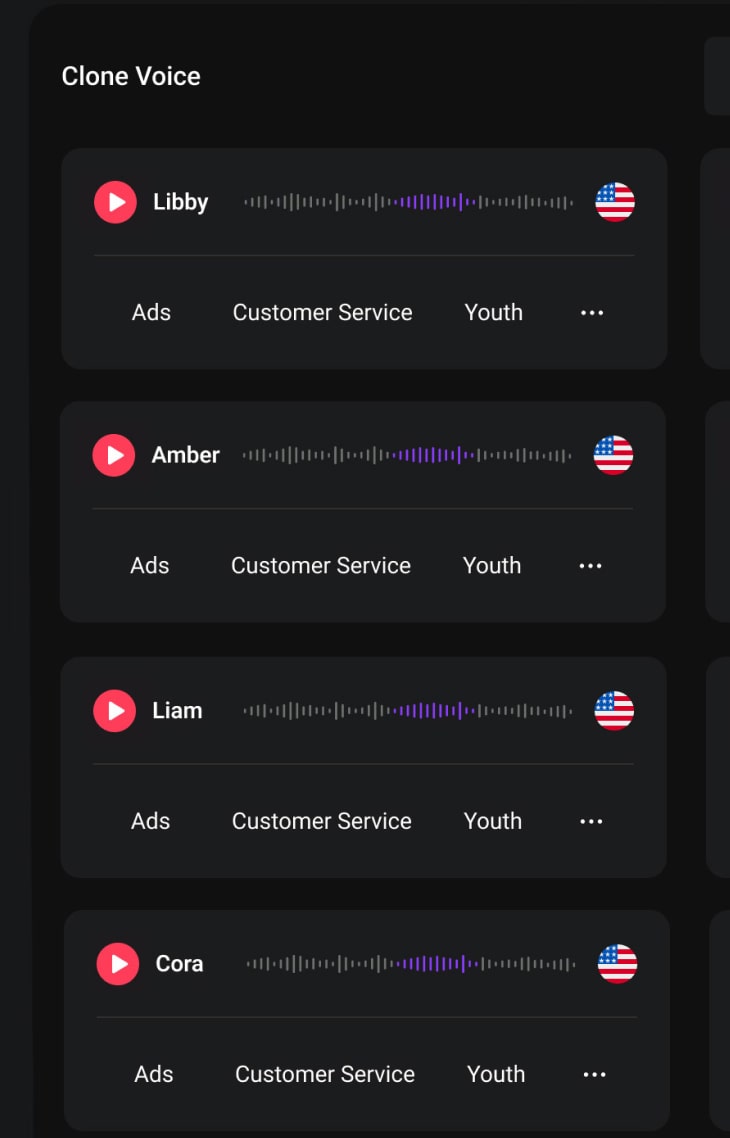 Clone Voice
Libby
Ads Customer Service Youth ...
Amber
Ads Customer Service Youth ...
Liam
Ads Customer Service Youth ...
Cora
Ads Customer Service Youth ...